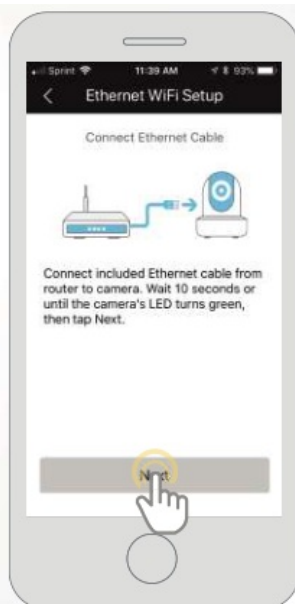 Sprint 11:39 AM 93%
Ethernet WiFi Setup
Connect Ethernet Cable
Connect included Ethernet cable from
router to camera. Wait 10 seconds or
until the camera's LED turns green,
then tap Next.
Next